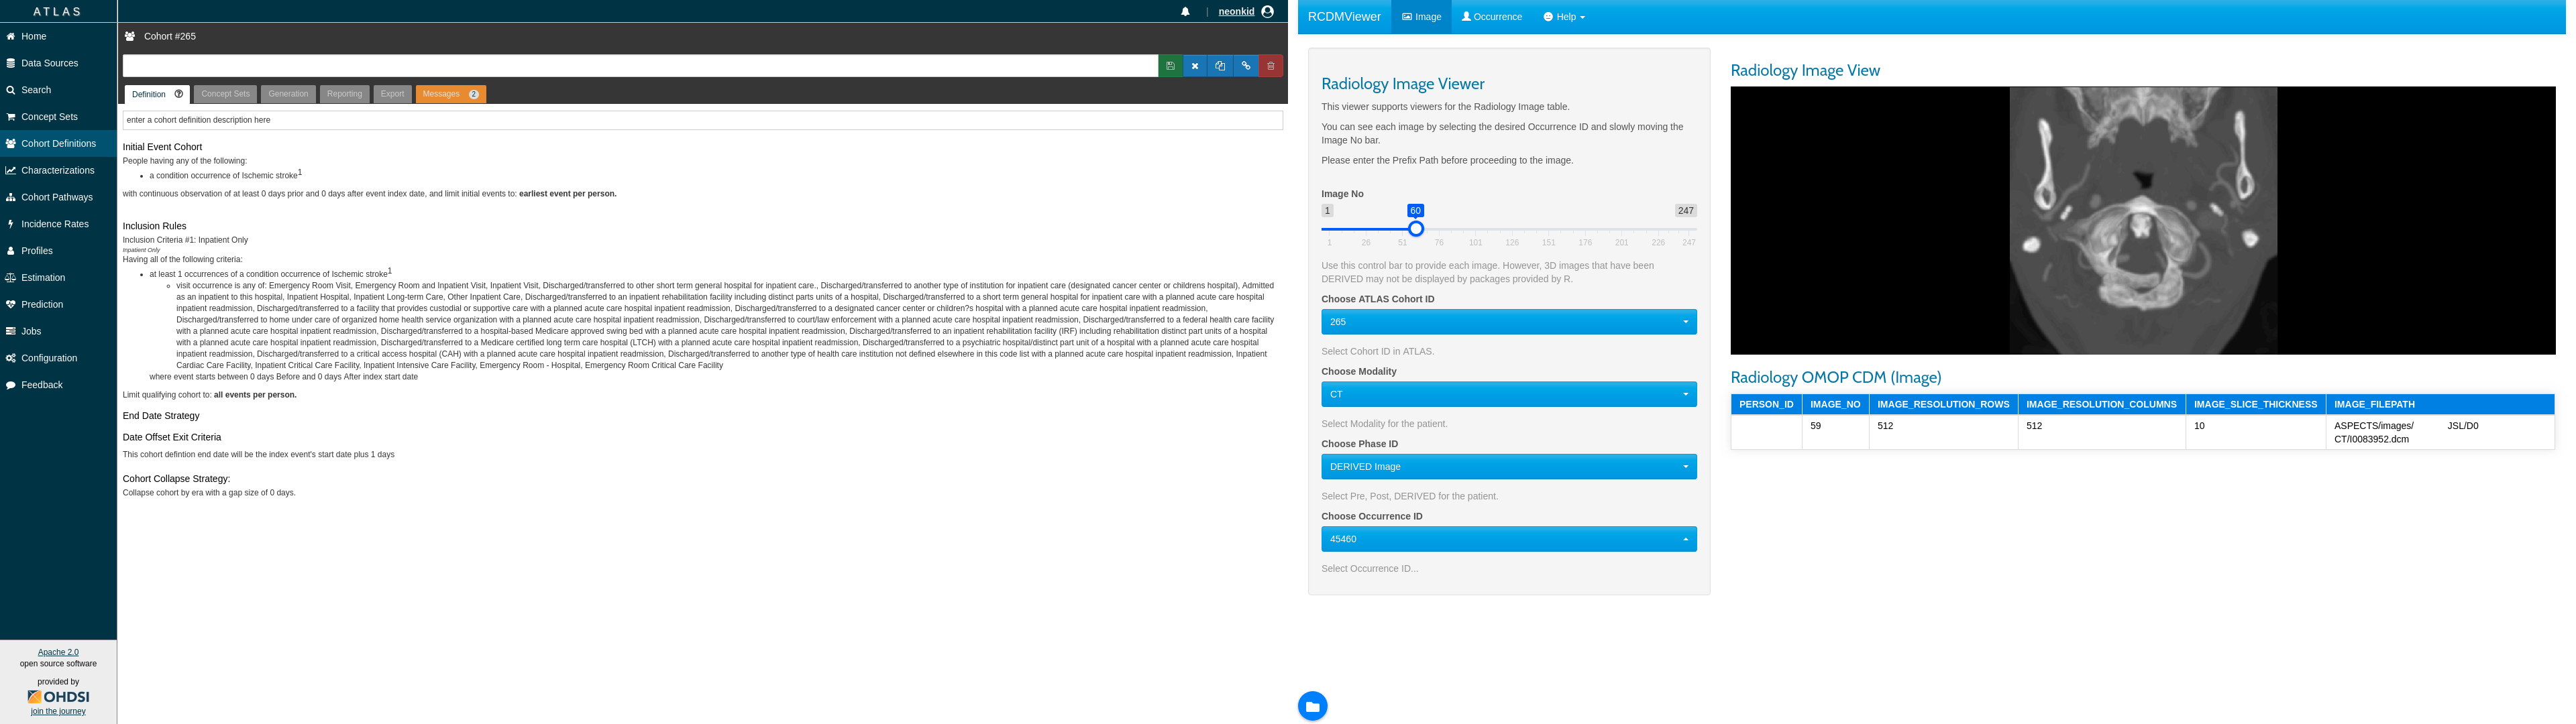 ATLAS
neonkid
Home
Data Sources
Search
Concept Sets
Cohort Definitions
Characterizations
Cohort Pathways
Incidence Rates
Profiles
Estimation
Prediction
Jobs
Configuration
Feedback
Apache 2.0
open source software
provided by
OHDSI
join the journey
Cohort #265
Definition
Concept Sets
Generation
Reporting
Export
Messages 2
enter a cohort definition description here
Initial Event Cohort
People having any of the following:
a condition occurrence of Ischemic stroke1
with continuous observation of at least 0 days prior and 0 days after event index date, and limit initial events to: earliest event per person.
Inclusion Rules
Inclusion Criteria #1: Inpatient Only
Inpatient Only
Having all of the following criteria:
at least 1 occurrences of a condition occurrence of Ischemic stroke1
visit occurrence is any of: Emergency Room Visit, Emergency Room and Inpatient Visit, Inpatient Visit, Discharged/transferred to other short term general hospital for inpatient care., Discharged/transferred to another type of institution for inpatient care (designated cancer center or childrens hospital), Admitted
as an inpatient to this hospital, Inpatient Hospital, Inpatient Long-term Care, Other Inpatient Care, Discharged/transferred to an inpatient rehabilitation facility including distinct parts units of a hospital, Discharged/transferred to a short term general hospital for inpatient care with a planned acute care hospital
inpatient readmission, Discharged/transferred to a facility that provides custodial or supportive care with a planned acute care hospital inpatient readmission, Discharged/transferred to a designated cancer center or children?s hospital with a planned acute care hospital inpatient readmission,
Discharged/transferred to home under care of organized home health service organization with a planned acute care hospital inpatient readmission, Discharged/transferred to court/law enforcement with a planned acute care hospital inpatient readmission, Discharged/transferred to a federal health care facility
with a planned acute care hospital inpatient readmission, Discharged/transferred to a hospital-based Medicare approved swing bed with a planned acute care hospital inpatient readmission, Discharged/transferred to an inpatient rehabilitation facility (IRF) including rehabilitation distinct part units of a hospital
with a planned acute care hospital inpatient readmission, Discharged/transferred to a Medicare certified long term care hospital (LTCH) with a planned acute care hospital inpatient readmission, Discharged/transferred to a psychiatric hospital/distinct part unit of a hospital with a planned acute care hospital
inpatient readmission, Discharged/transferred to a critical access hospital (CAH) with a planned acute care hospital inpatient readmission, Discharged/transferred to another type of health care institution not defined elsewhere in this code list with a planned acute care hospital inpatient readmission, Inpatient
Cardiac Care Facility, Inpatient Critical Care Facility, Inpatient Intensive Care Facility, Emergency Room - Hospital, Emergency Room Critical Care Facility
where event starts between 0 days Before and 0 days After index start date
Limit qualifying cohort to: all events per person.
End Date Strategy
Date Offset Exit Criteria
This cohort defintion end date will be the index event's start date plus 1 days
Cohort Collapse Strategy:
Collapse cohort by era with a gap size of 0 days.
RCDMViewer
Image
Occurrence
Help
Radiology Image Viewer
This viewer supports viewers for the Radiology Image table.
You can see each image by selecting the desired Occurrence ID and slowly moving the
Image No bar.
Please enter the Prefix Path before proceeding to the image.
Image No
1 60 247
1 26 51 76 101 126 151 176 201 226 247
Use this control bar to provide each image. However, 3D images that have been
DERIVED may not be displayed by packages provided by R.
Choose ATLAS Cohort ID
265
Select Cohort ID in ATLAS.
Choose Modality
CT
Select Modality for the patient.
Choose Phase ID
DERIVED Image
Select Pre, Post, DERIVED for the patient.
Choose Occurrence ID
45460
Select Occurrence ID...
Radiology Image View
Radiology OMOP CDM (Image)
PERSON_ID IMAGE_NO IMAGE_RESOLUTION_ROWS IMAGE_RESOLUTION_COLUMNS IMAGE_SLICE_THICKNESS IMAGE_FILEPATH
59 512 512 10 ASPECTS/images/ JSL/D0
CT/I0083952.dcm